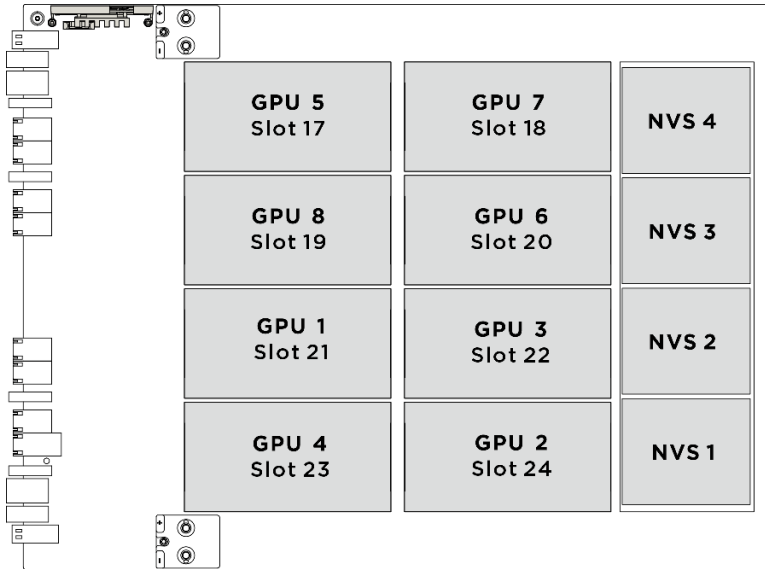 GPU 5
Slot 17
GPU 7
Slot 18
NVS 4
GPU 8
Slot 19
GPU 6
Slot 20
NVS 3
GPU 1
Slot 21
GPU 3
Slot 22
NVS 2
GPU 4
Slot 23
GPU 2
Slot 24
NVS 1